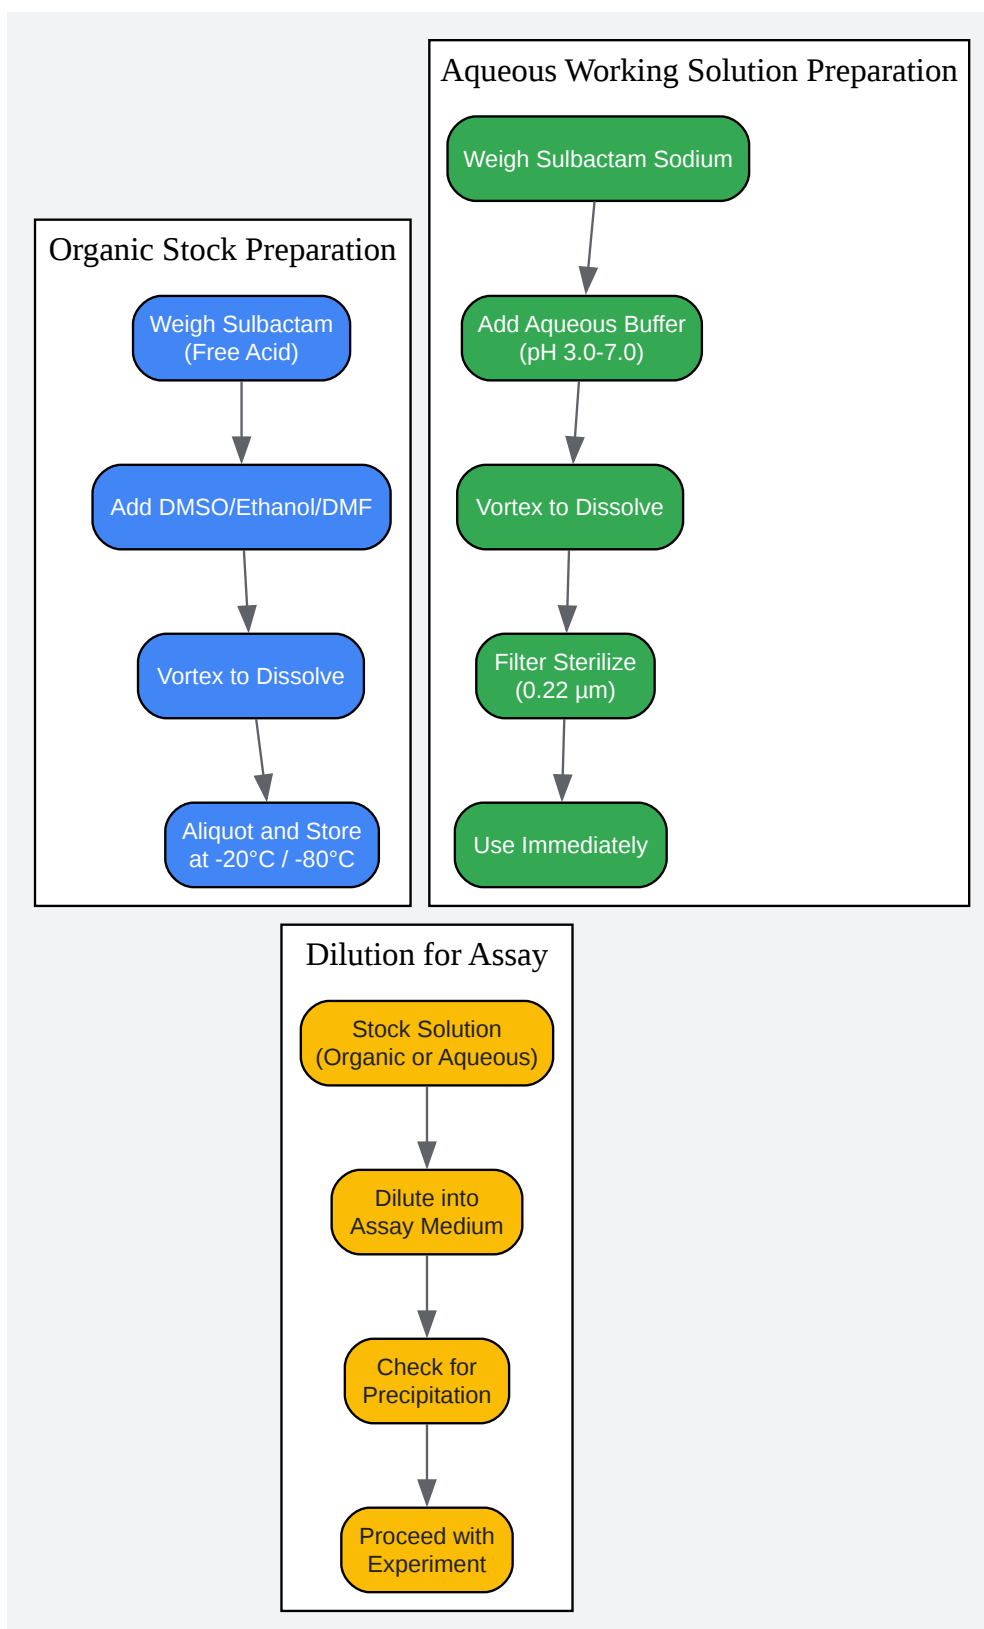 Organic Stock Preparation
Weigh Sulbactam
(Free Acid)
Add DMSO/Ethanol/DMF
Vortex to Dissolve
Aliquot and Store
at -20°C / -80°C
Aqueous Working Solution Preparation
Weigh Sulbactam Sodium
Add Aqueous Buffer
(pH 3.0-7.0)
Vortex to Dissolve
Filter Sterilize
(0.22 µm)
Use Immediately
Dilution for Assay
Stock Solution
(Organic or Aqueous)
Dilute into
Assay Medium
Check for
Precipitation
Proceed with
Experiment